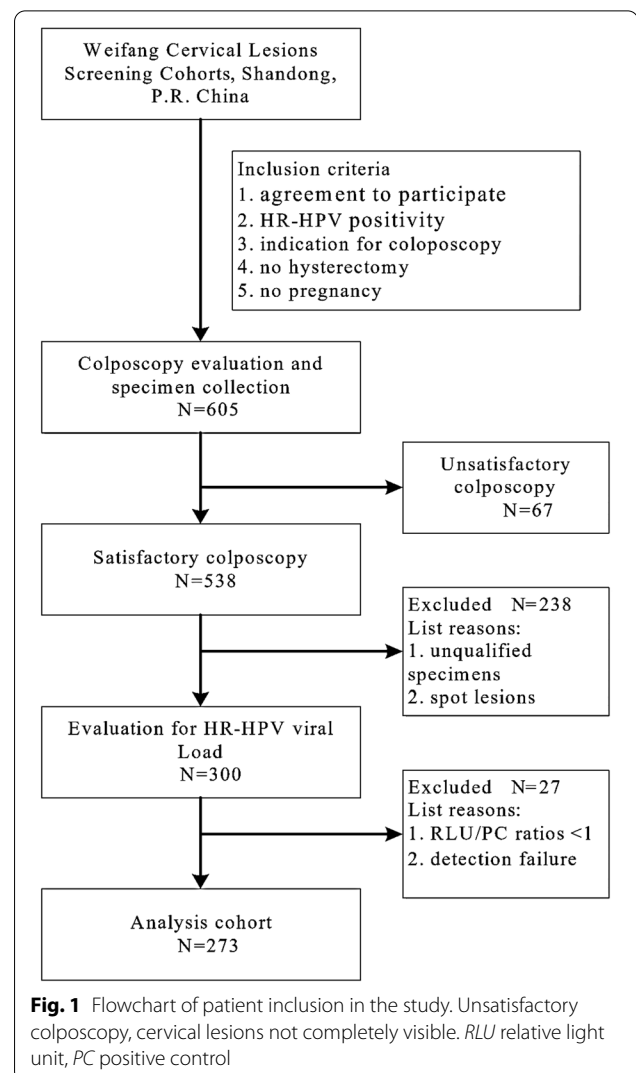 Weifang Cervical Lesions
Screening Cohorts, Shandong,
P.R. China
Inclusion criteria
1. agreement to participate
2. HR-HPV positivity
3. indication for coloposcopy
4. no hysterectomy
5. no pregnancy
Colposcopy evaluation and
specimen collection
N=605
Unsatisfactory
colposcopy
N=67
Satisfactory colposcopy
N=538
Excluded N=238
List reasons:
1. unqualified
specimens
2. spot lesions
Evaluation for HR-HPV viral
Load
N=300
Excluded N=27
List reasons:
1. RLU/PC ratios <1
2. detection failure
Analysis cohort
N=273
Fig. 1 Flowchart of patient inclusion in the study. Unsatisfactory
colposcopy, cervical lesions not completely visible. RLU relative light
unit, PC positive control